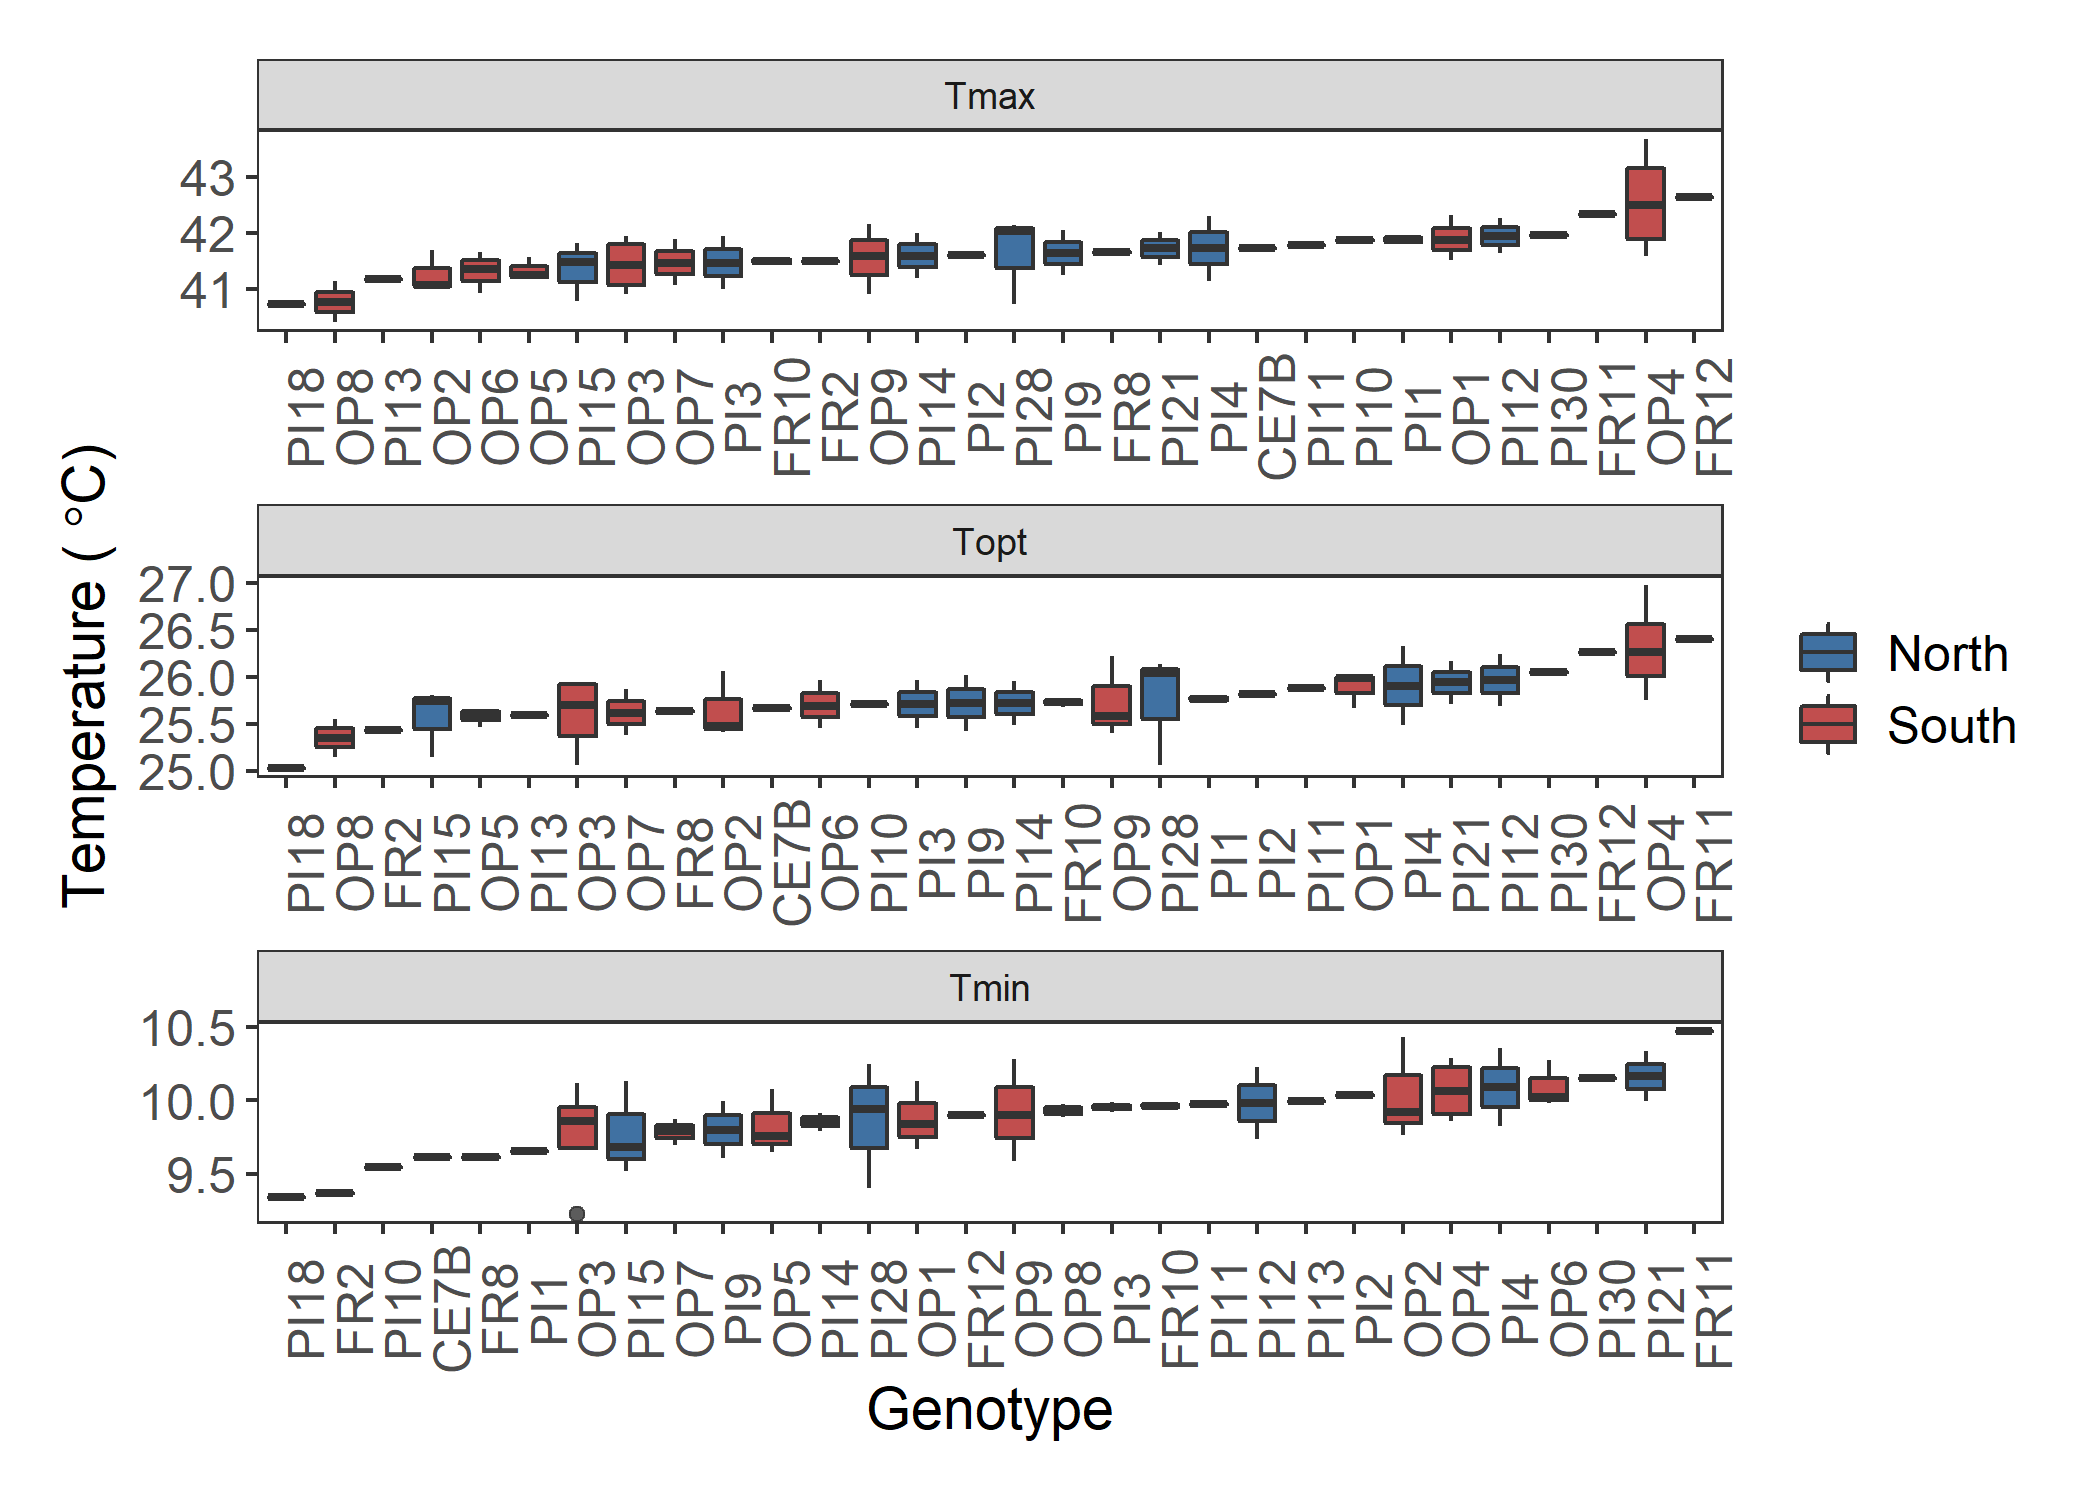 Tmax
43
42
41
PI18 OP8 PI13 OP2 OP6 OP5 PI15 OP3 OP7 PI3 FR10 FR2 OP9 PI14 PI2 PI28 PI9 FR8 PI21 PI4 CE7B PI11 PI10 PI1 OP1 PI12 PI30 FR11 OP4 FR12
Temperature ( °C)
Topt
27.0
26.5
26.0
25.5
25.0
PI18 OP8 FR2 PI15 OP5 PI13 OP3 OP7 FR8 OP2 CE7B OP6 PI10 PI3 PI9 PI14 FR10 OP9 PI28 PI1 PI2 PI11 OP1 PI4 PI21 PI12 PI30 FR12 OP4 FR11
North
South
Tmin
10.5
10.0
9.5
PI18 FR2 PI10 CE7B FR8 PI1 OP3 PI15 OP7 PI9 OP5 PI14 PI28 OP1 FR12 OP9 OP8 PI3 FR10 PI11 PI12 PI13 PI2 OP2 OP4 PI4 OP6 PI30 PI21 FR11
Genotype